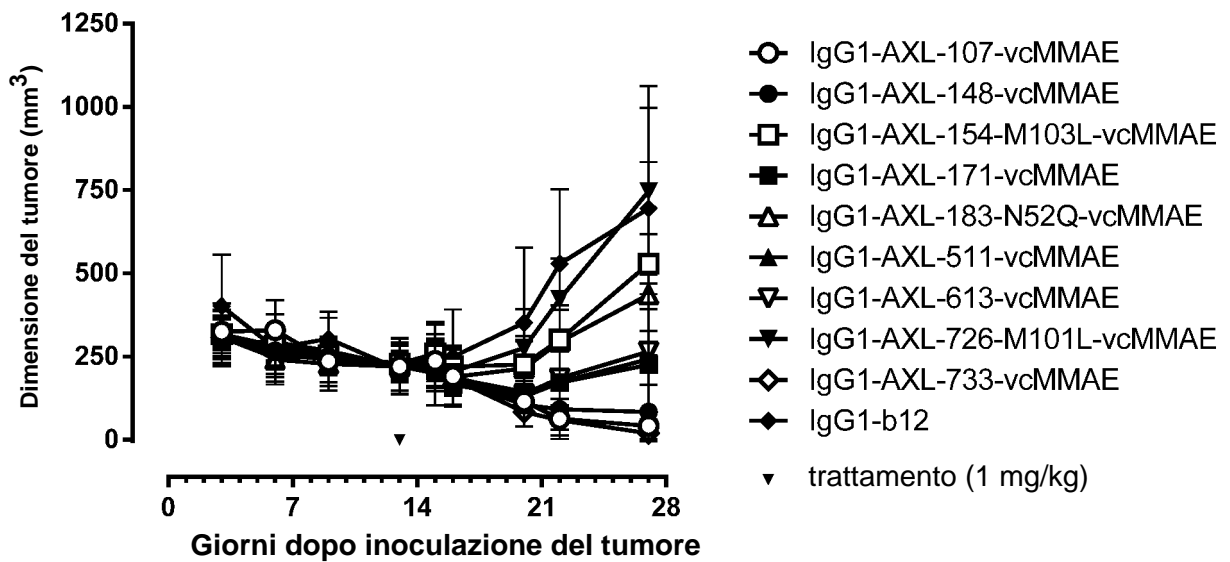 1250
1000
750
500
250
0
Dimensione del tumore (mm3)
0 7 14 21 28
Giorni dopo inoculazione del tumore
IgG1-AXL-107-vcMMAE
IgG1-AXL-148-vcMMAE
IgG1-AXL-154-M103L-vcMMAE
IgG1-AXL-171-vcMMAE
IgG1-AXL-183-N52Q-vcMMAE
IgG1-AXL-511-vcMMAE
IgG1-AXL-613-vcMMAE
IgG1-AXL-726-M101L-vcMMAE
IgG1-AXL-733-vcMMAE
IgG1-b12
trattamento (1 mg/kg)